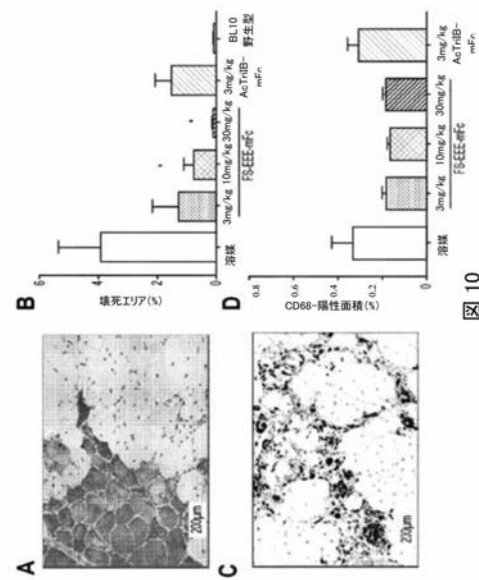 A
200μm
B
壊死エリア(%)
6
4
2
0
溶媒
3mg/kg
10mg/kg
30mg/kg
FS-EEE-mFc
3mg/kg
AcTrIIB-
mFc
BL10
野生型
C
200μm
D
CD68-陽性面積(%)
0.8
0.6
0.4
0.2
0
溶媒
3mg/kg
10mg/kg
30mg/kg
FS-EEE-mFc
3mg/kg
AcTrIIB-
mFc
図 10